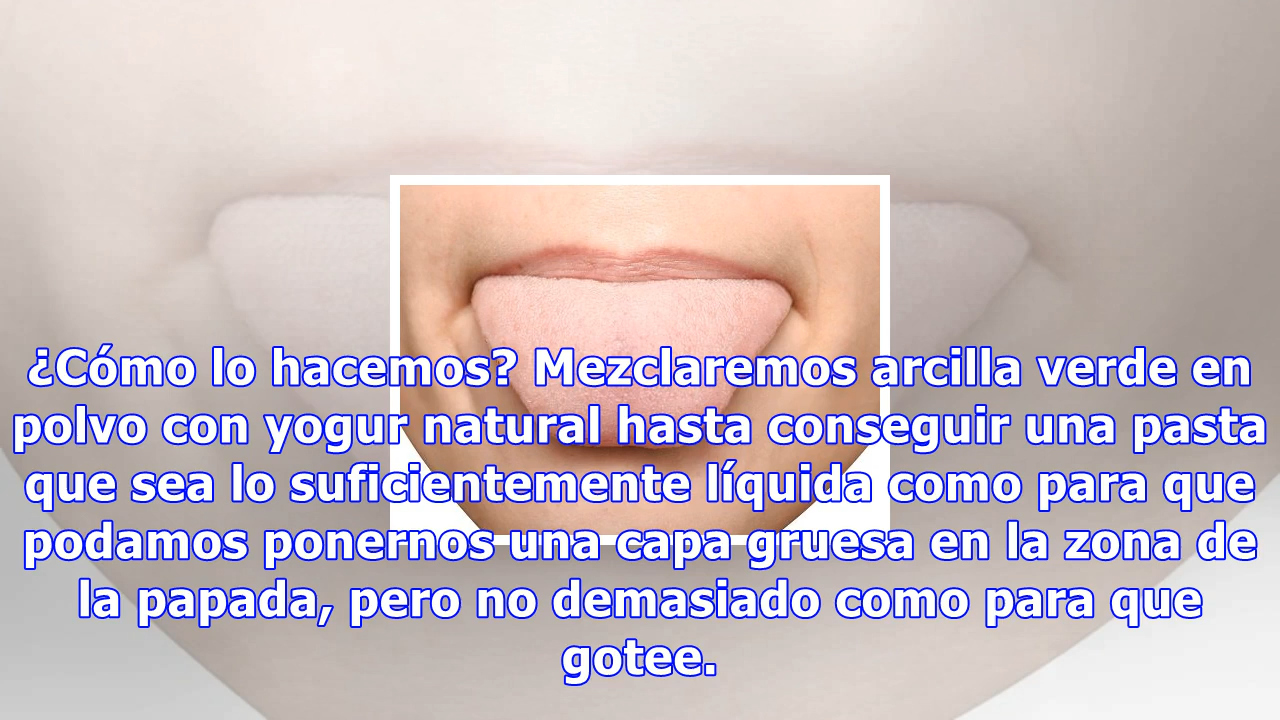 ¿Cómo lo hacemos? Mezclaremos arcilla verde en
polvo con yogur natural hasta conseguir una pasta
que sea lo suficientemente líquida como para que
podamos ponernos una capa gruesa en la zona de
la papada, pero no demasiado como para que
gotee.